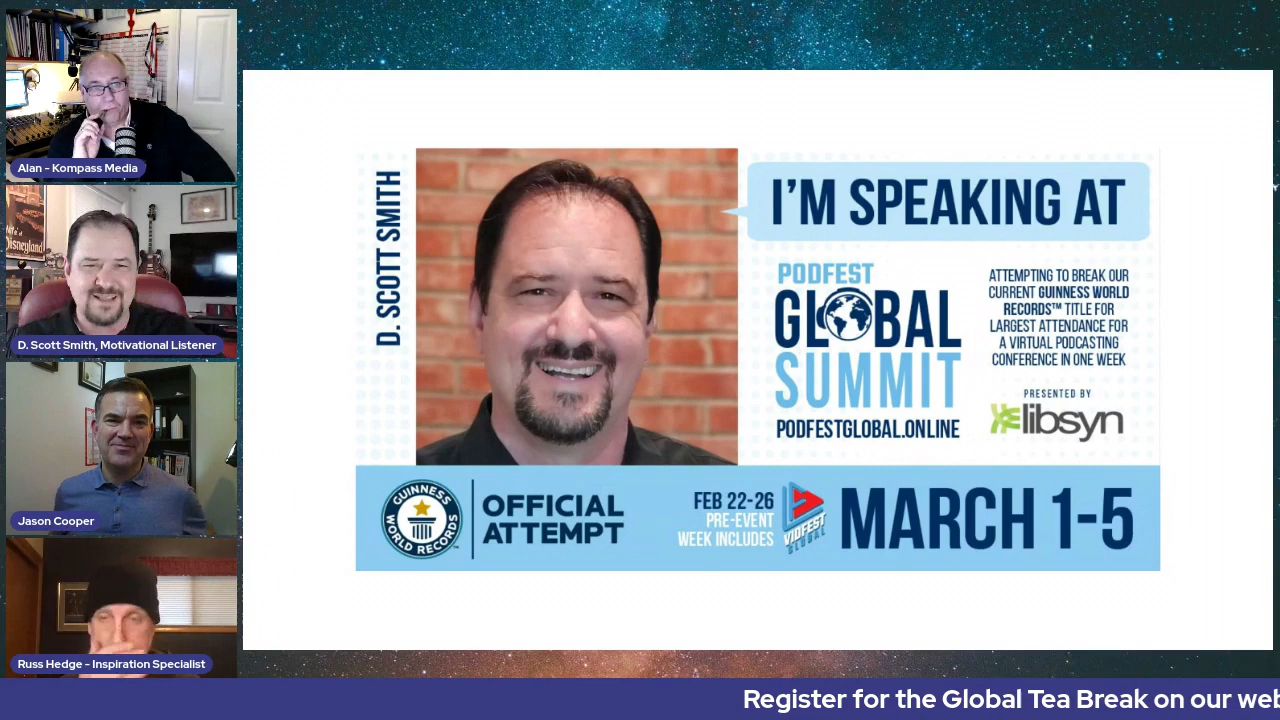 Alan - Kompass Media
Disneyland
D. Scott Smith, Motivational Listener
Jason Cooper
Russ Hedge - Inspiration Specialist
D. SCOTT SMITH
I'M SPEAKING AT
PODFEST
GLOBAL
SUMMIT
PODFESTGLOBAL.ONLINE
ATTEMPTING TO BREAK OUR
CURRENT GUINNESS WORLD
RECORDS™ TITLE FOR
LARGEST ATTENDANCE FOR
A VIRTUAL PODCASTING
CONFERENCE IN ONE WEEK
PRESENTED BY
libsyn
GUINNESS
WORLD RECORDS
OFFICIAL
ATTEMPT
FEB 22-26
PRE-EVENT
WEEK INCLUDES
VIDFEST
GLOBAL
MARCH 1-5
Register for the Global Tea Break on our web